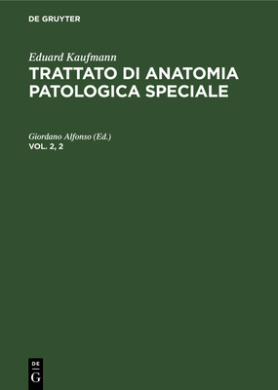 DE GRUYTER
Eduard Kaufmann
TRATTATO DI ANATOMIA
PATOLOGICA SPECIALE
Giordano Alfonso (Ed.)
VOL. 2, 2
DE
G